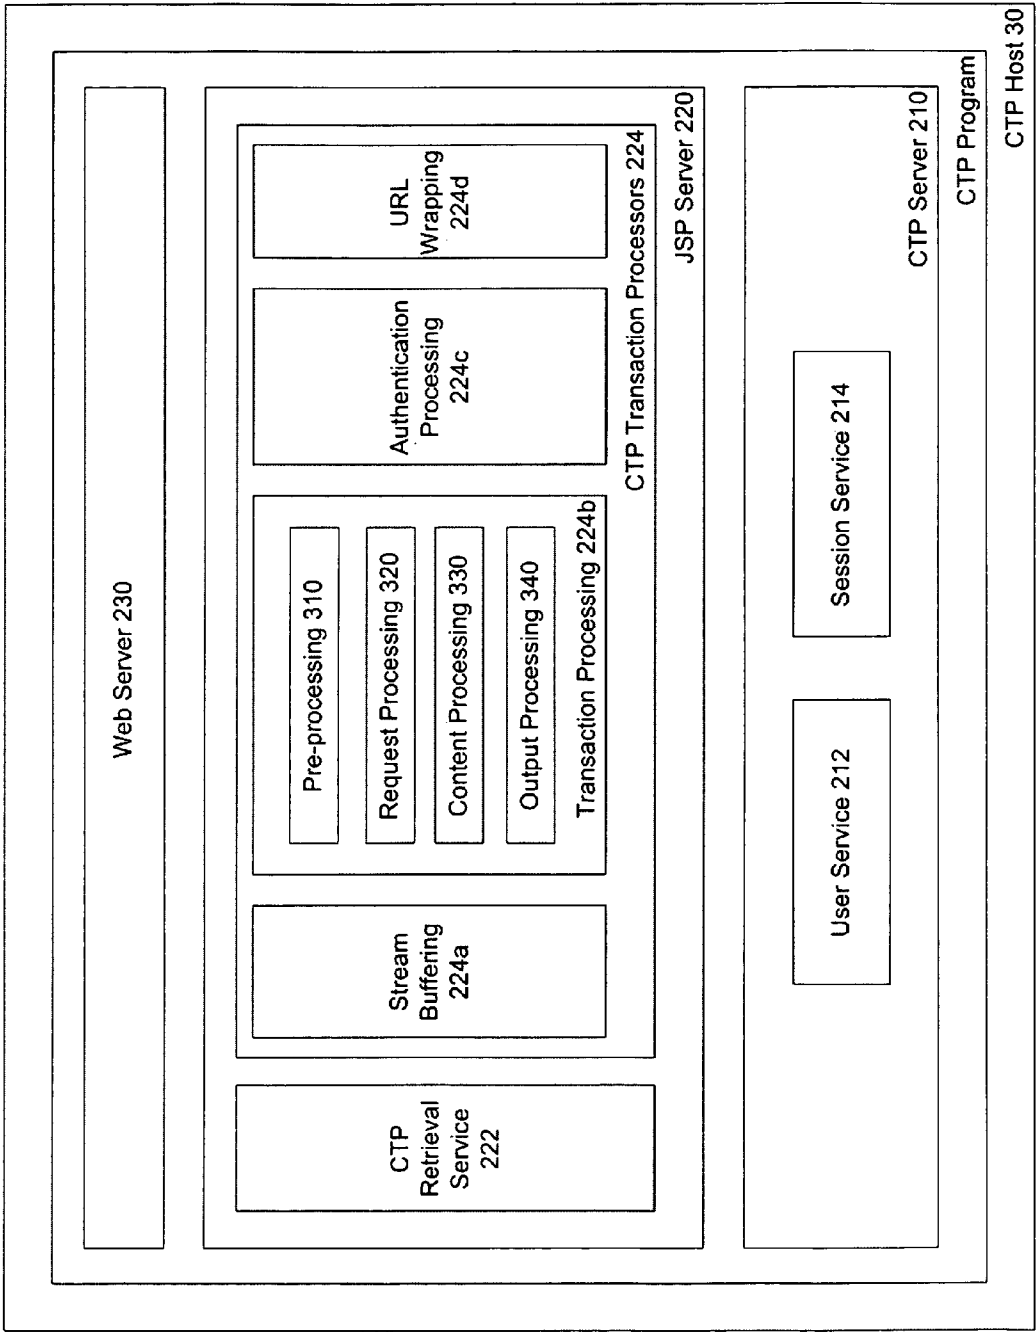 Web Server 230
CTP
Retrieval
Service
222
Stream
Buffering
224a
Pre-processing 310
Request Processing 320
Content Processing 330
Output Processing 340
Transaction Processing 224b
Authentication
Processing
224c
URL
Wrapping
224d
CTP Transaction Processors 224
JSP Server 220
User Service 212
Session Service 214
CTP Server 210
CTP Program
CTP Host 30